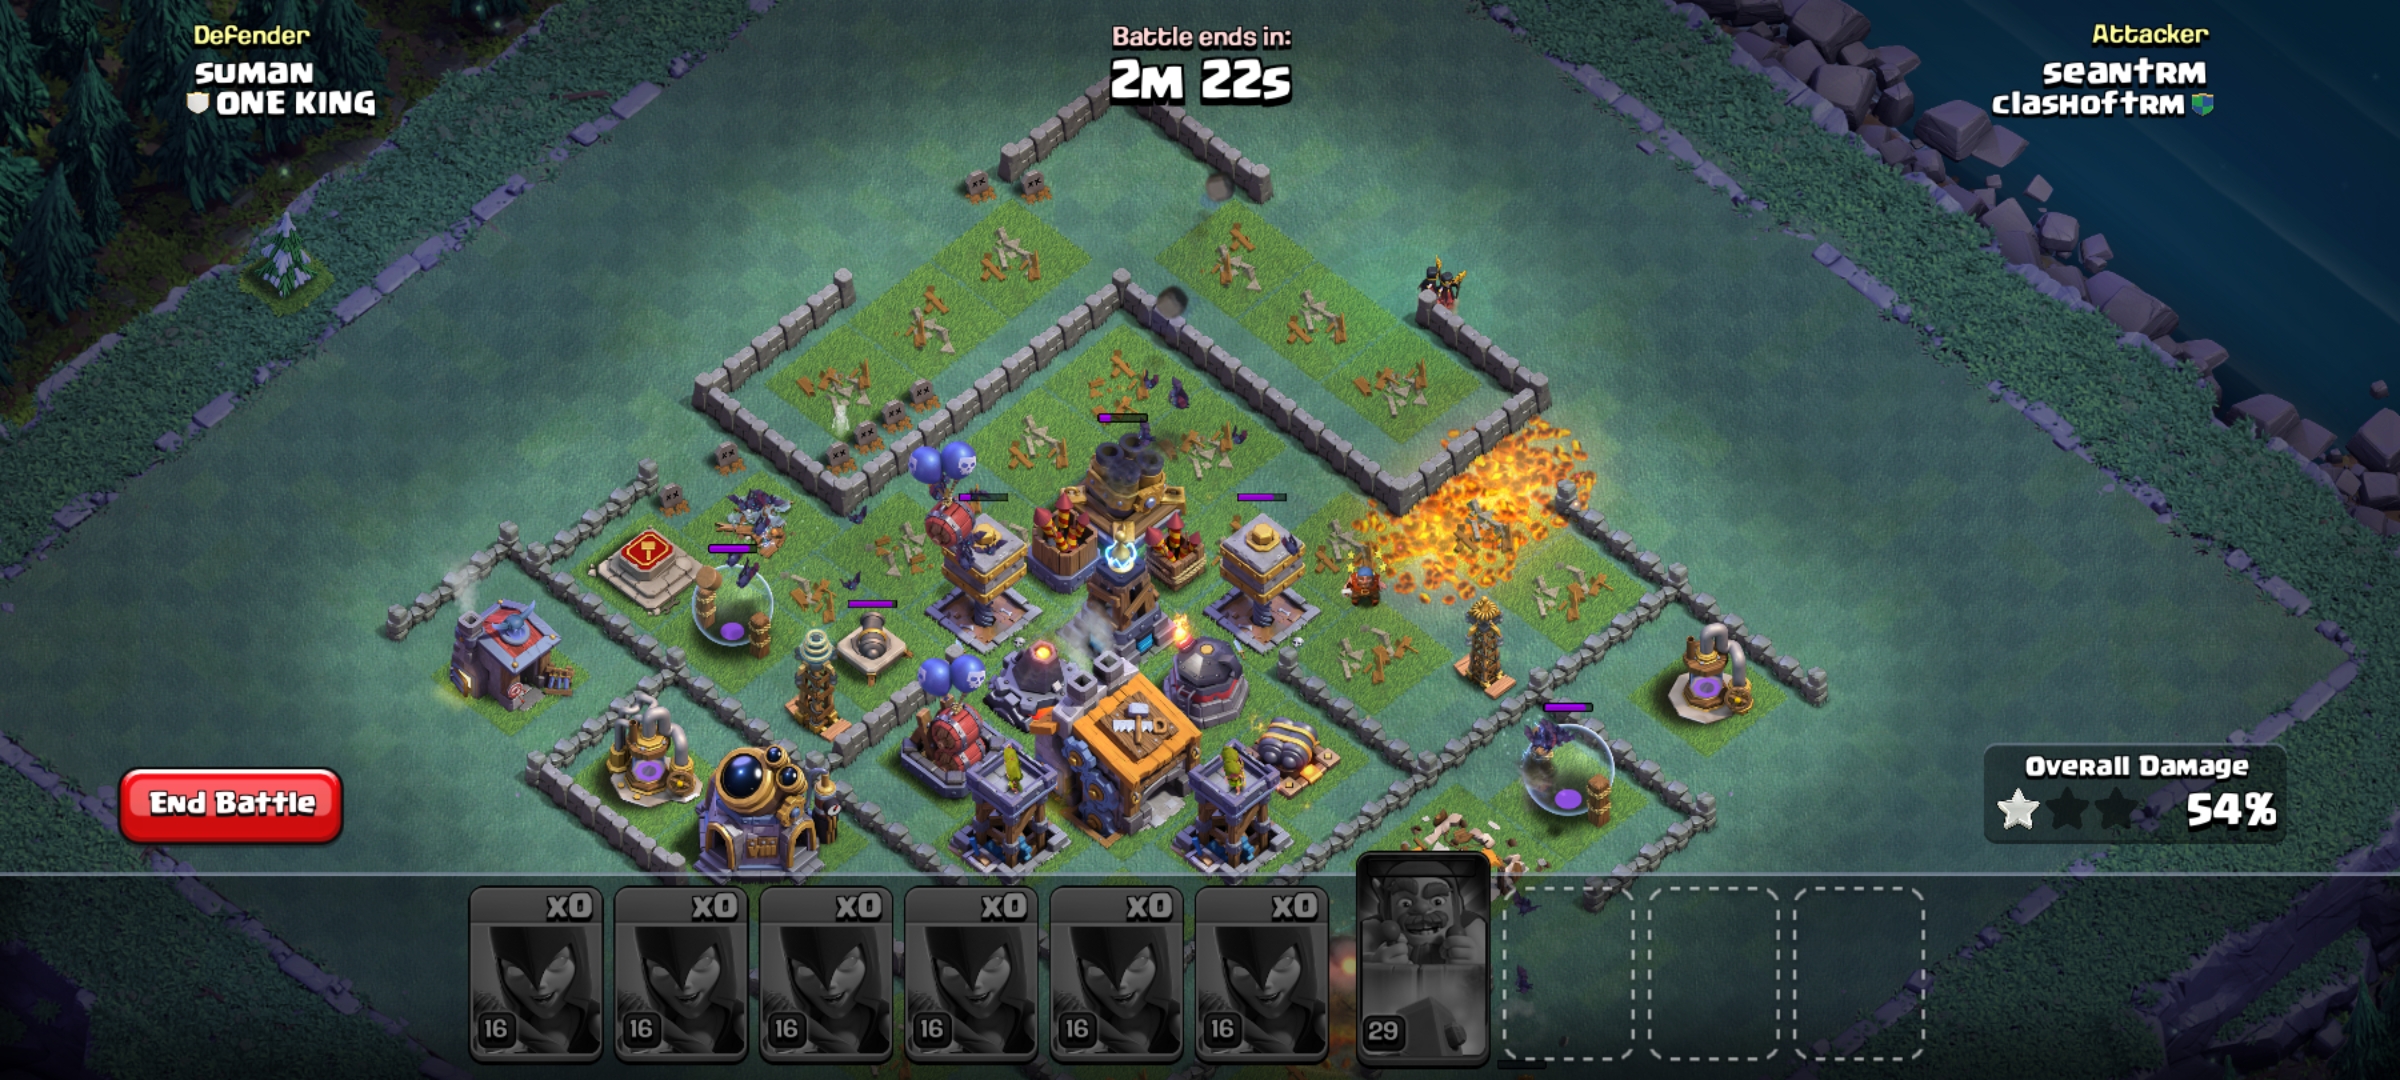 Defender
suman
ONE KING
Battle ends in:
2M 22s
Attacker
seantRM
clashoftRM
End Battle
Overall Damage
54%
VIII
x0
x0
x0
x0
x0
x0
16
16
16
16
16
16
29